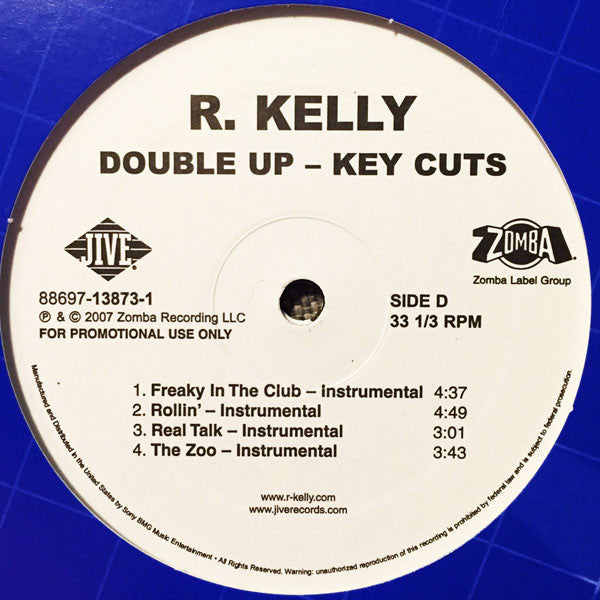 R. KELLY
DOUBLE UP – KEY CUTS
JIVE
®
ZOMBA
Zomba Label Group
88697-13873-1
℗ & © 2007 Zomba Recording LLC
FOR PROMOTIONAL USE ONLY
SIDE D
33 1/3 RPM
1. Freaky In The Club – Instrumental 4:37
2. Rollin' – Instrumental 4:49
3. Real Talk – Instrumental 3:01
4. The Zoo – Instrumental 3:43
www.r-kelly.com
www.jiverecords.com
Manufactured and Distributed in the United States by Sony BMG Music Entertainment • All Rights Reserved. Warning: unauthorized reproduction of this recording is prohibited by federal law and is subject to federal prosecution.